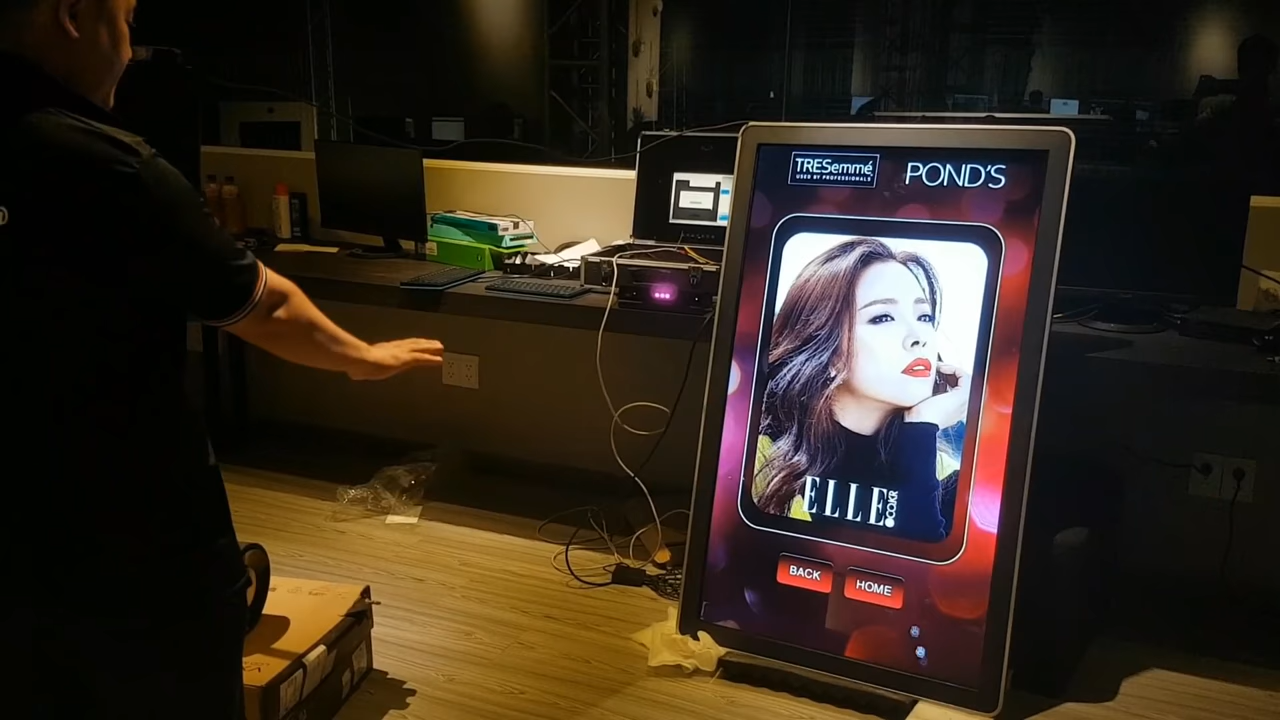 TRESemmé
USED BY PROFESSIONALS
POND'S
ELLE
.CO.KR
BACK
HOME